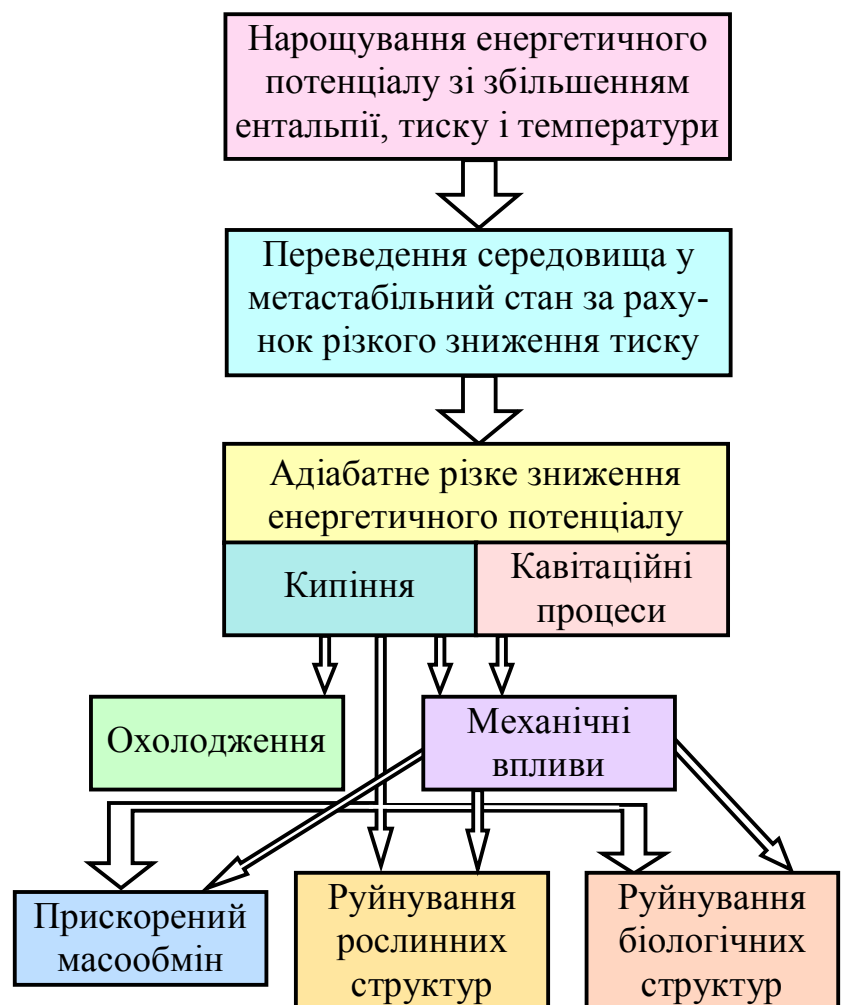 Нарощування енергетичного
потенціалу зі збільшенням
ентальпії, тиску і температури
Переведення середовища у
метастабільний стан за раху-
нок різкого зниження тиску
Адіабатне різке зниження
енергетичного потенціалу
Кипіння
Кавітаційні
процеси
Охолодження
Механічні
впливи
Прискорений
масообмін
Руйнування
рослинних
структур
Руйнування
біологічних
структур